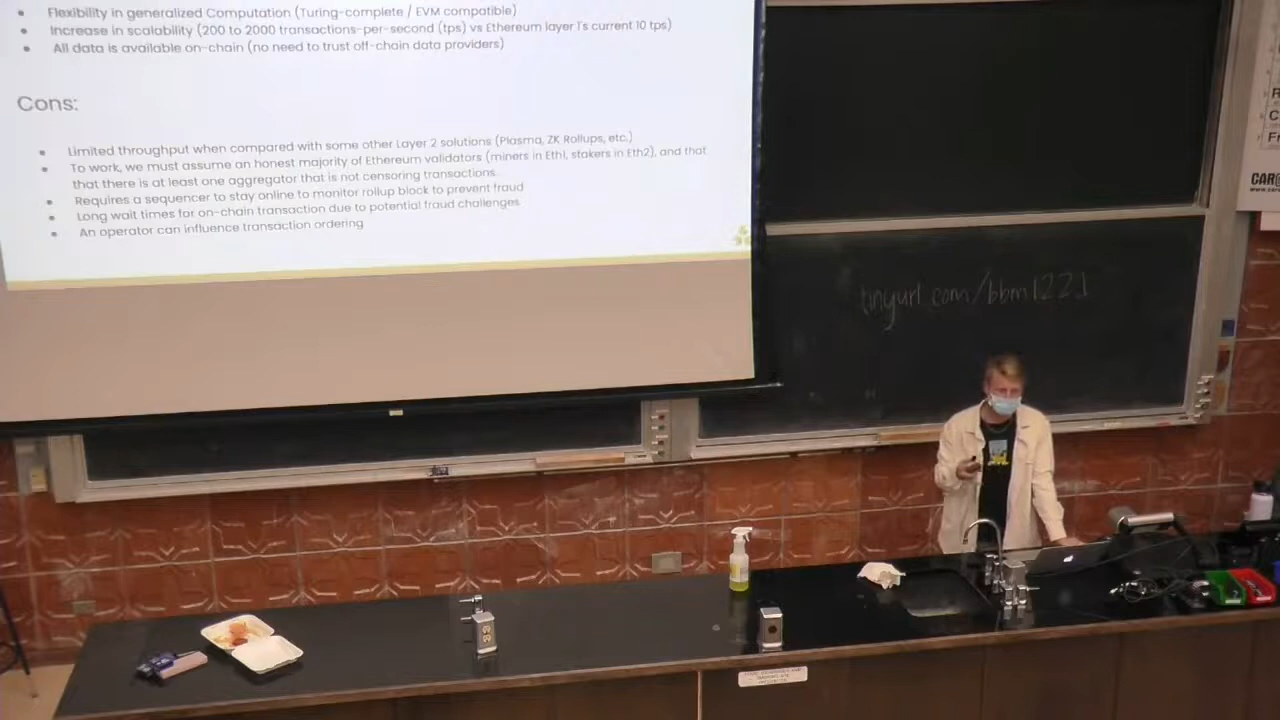 Flexibility in generalized Computation (Turing-complete / EVM compatible)
Increase in scalability (200 to 2000 transactions-per-second (tps) vs Ethereum layer 1's current 10 tps)
All data is available on-chain (no need to trust off-chain data providers)
Cons:
Limited throughput when compared with some other Layer 2 solutions (Plasma, ZK Rollups, etc.)
To work, we must assume an honest majority of Ethereum validators (miners in Eth1, stakers in Eth2), and that
that there is at least one aggregator that is not censoring transactions.
Requires a sequencer to stay online to monitor rollup block to prevent fraud
Long wait times for on-chain transaction due to potential fraud challenges
An operator can influence transaction ordering
tinyurl.com/bbm1221